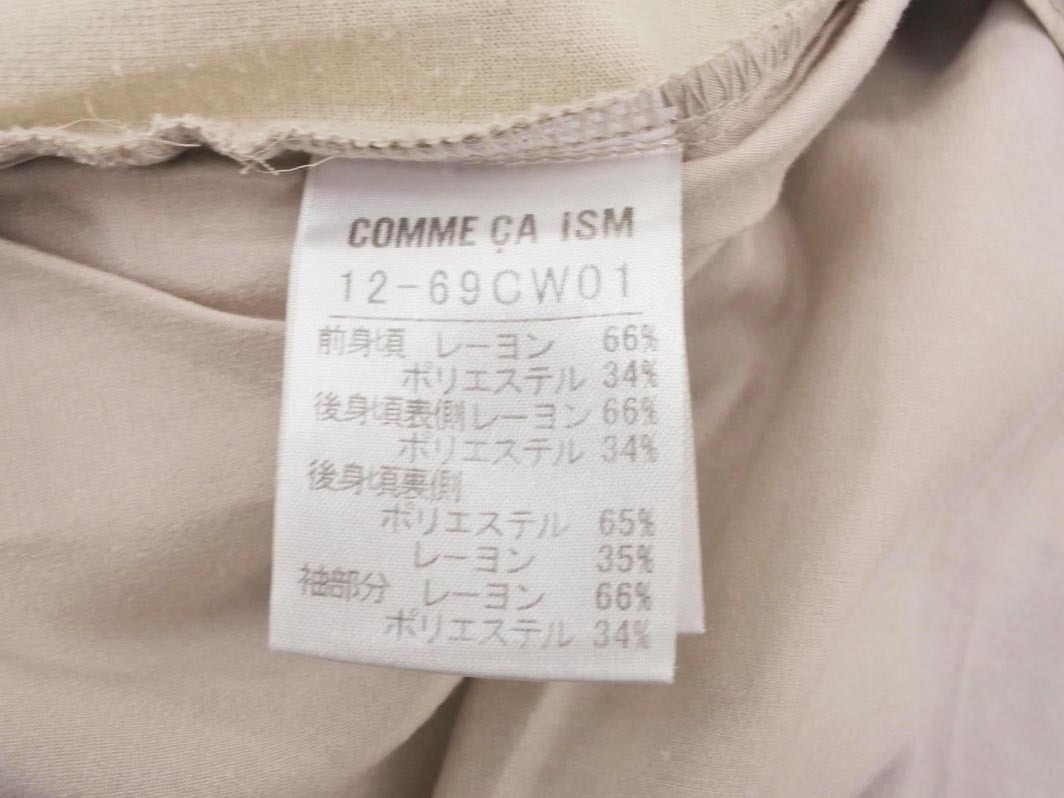 COMME ÇA ISM
12-69CW01
前身頃 レーヨン 66%
ポリエステル 34%
後身頃表側レーヨン 66%
ポリエステル 34%
後身頃裏側
ポリエステル 65%
レーヨン 35%
袖部分 レーヨン 66%
ポリエステル 34%